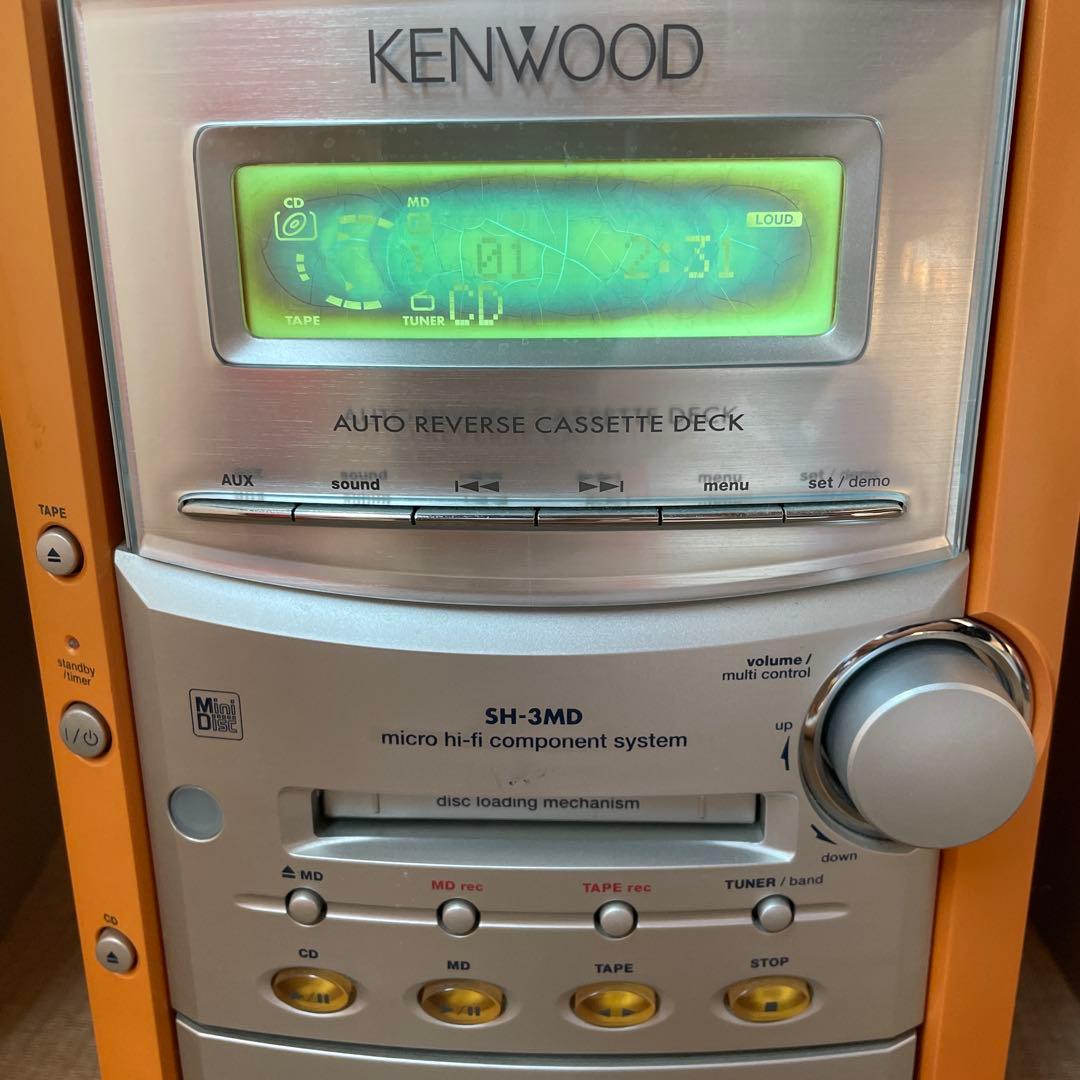 KENWOOD
CD
MD
LOUD
01 2:31
CD
TAPE
TUNER
AUTO REVERSE CASSETTE DECK
AUX
sound
menu
set / demo
TAPE
standby
/timer
volume /
multi control
Mini
Disc
SH-3MD
micro hi-fi component system
up
disc loading mechanism
down
MD
MD rec
TAPE rec
TUNER / band
CD
CD
MD
TAPE
STOP